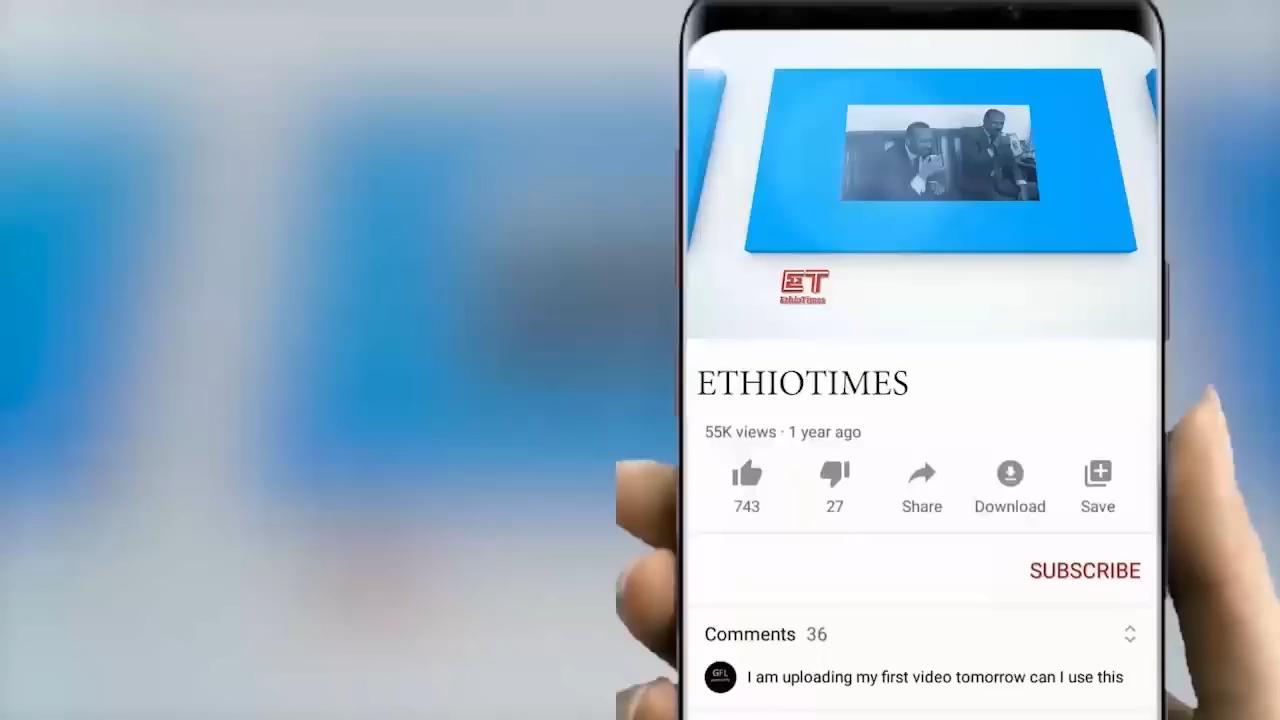 ET
EthioTimes
ETHIOTIMES
55K views · 1 year ago
743
27
Share
Download
Save
SUBSCRIBE
Comments 36
GFL
I am uploading my first video tomorrow can I use this